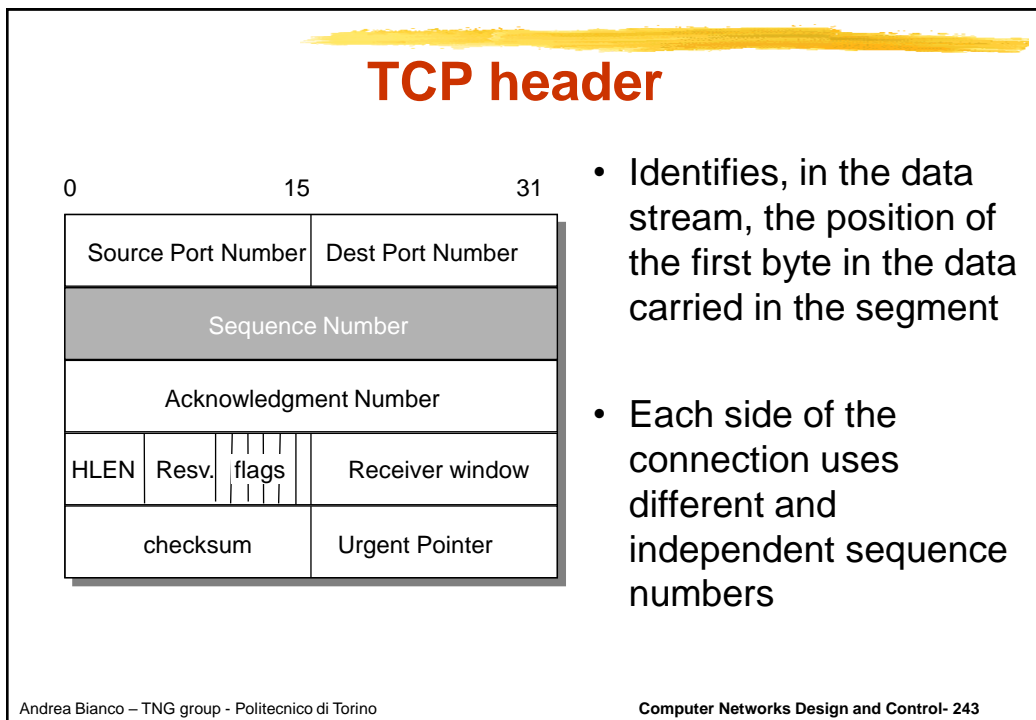 TCP header
0 15 31
Source Port Number Dest Port Number
Sequence Number
Acknowledgment Number
HLEN Resv. flags Receiver window
checksum Urgent Pointer
• Identifies, in the data
stream, the position of
the first byte in the data
carried in the segment
• Each side of the
connection uses
different and
independent sequence
numbers
Andrea Bianco – TNG group - Politecnico di Torino
Computer Networks Design and Control- 243